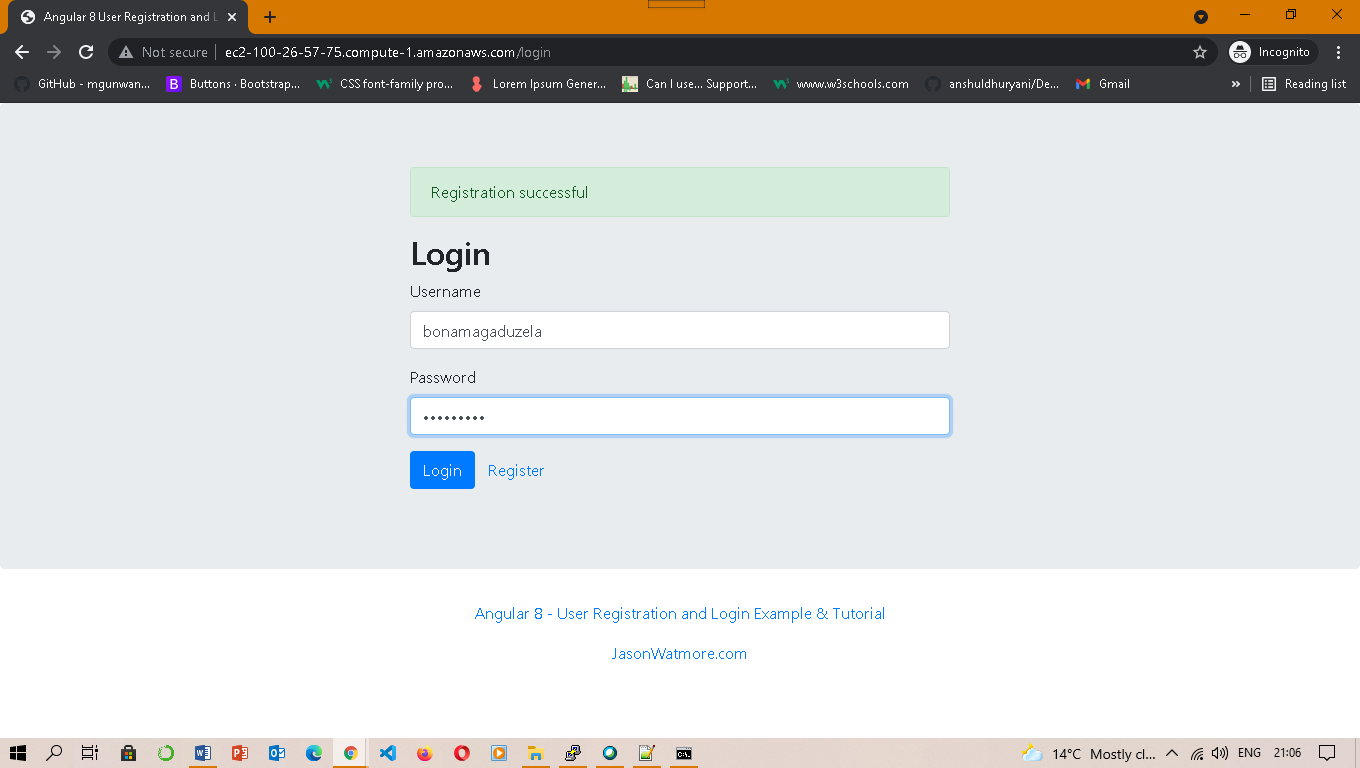 Angular 8 User Registration and L
Not secure ec2-100-26-57-75.compute-1.amazonaws.com/login Incognito
GitHub - mgunwan... B Buttons · Bootstrap... CSS font-family pro... Lorem Ipsum Gener... Can I use... Support... www.w3schools.com anshuldhuryani/De... Gmail » Reading list
Registration successful
Login
Username
bonamagaduzela
Password
•••••••••
Login Register
Angular 8 - User Registration and Login Example & Tutorial
JasonWatmore.com
14°C Mostly cl... ENG 21:06